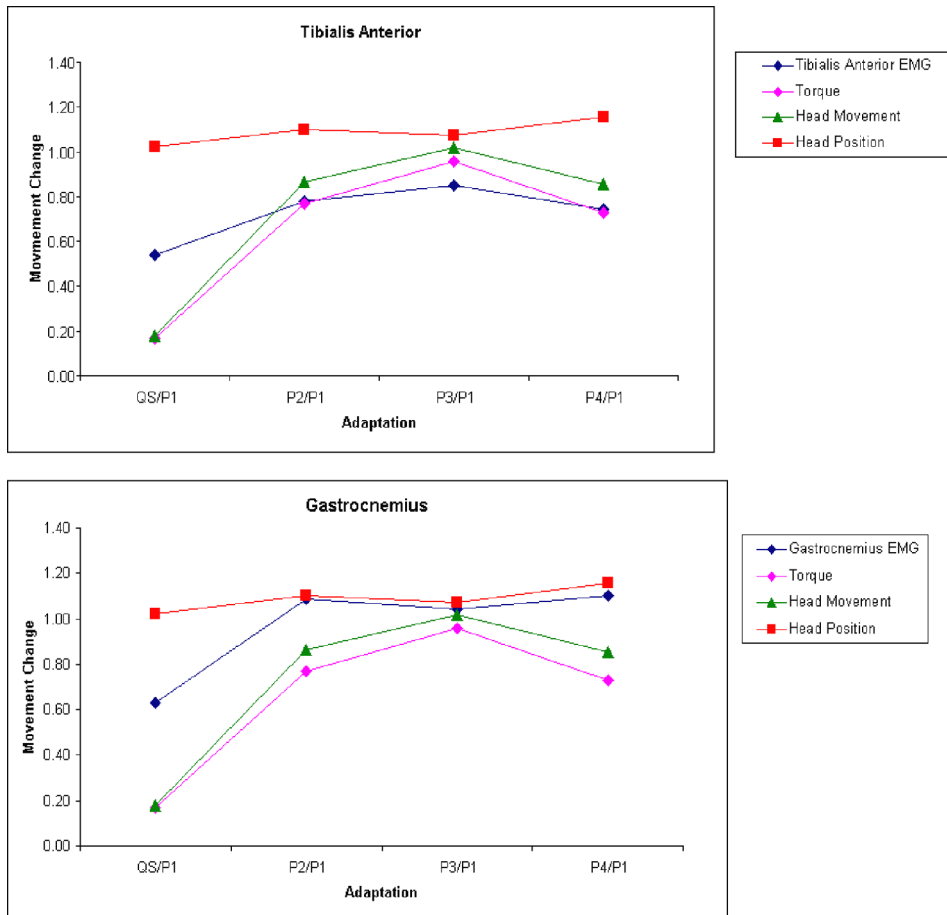 Tibialis Anterior
Movmement Change
1.40
1.20
1.00
0.80
0.60
0.40
0.20
0.00
QS/P1 P2/P1 P3/P1 P4/P1
Adaptation
Tibialis Anterior EMG
Torque
Head Movement
Head Position
Gastrocnemius
Movement Change
1.40
1.20
1.00
0.80
0.60
0.40
0.20
0.00
QS/P1 P2/P1 P3/P1 P4/P1
Adaptation
Gastrocnemius EMG
Torque
Head Movement
Head Position